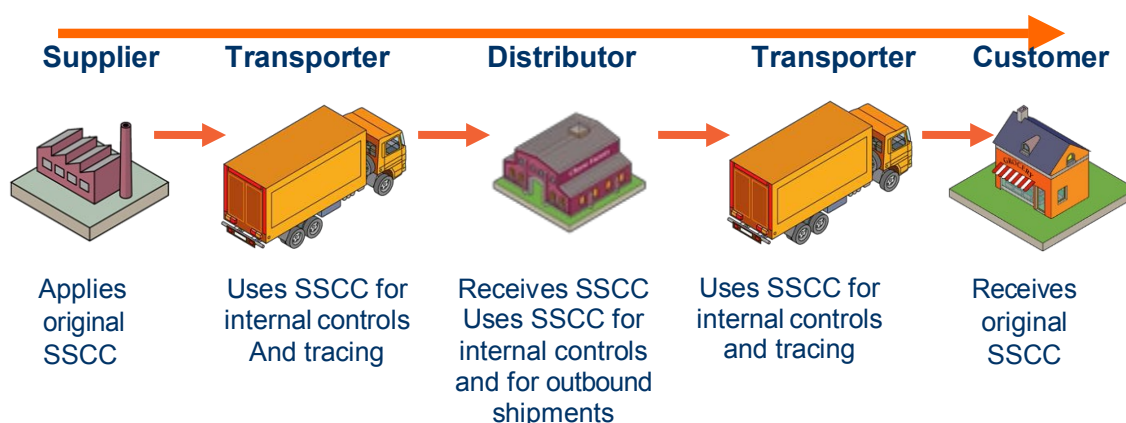 Supplier Transporter Distributor Transporter Customer
GROCERY
Applies
original
SSCC
Uses SSCC for
internal controls
And tracing
Receives SSCC
Uses SSCC for
internal controls
and for outbound
shipments
Uses SSCC for
internal controls
and tracing
Receives
original
SSCC